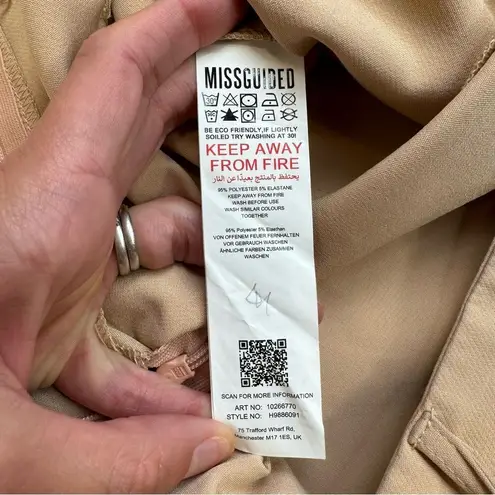 MISSGUIDED
BE ECO FRIENDLY,IF LIGHTLY
SOILED TRY WASHING AT 30!
KEEP AWAY
FROM FIRE
يحتفظ بالمنتج بعيدًا عن النار
95% POLYESTER 5% ELASTANE
KEEP AWAY FROM FIRE
WASH BEFORE USE
WASH SIMILAR COLOURS
TOGETHER
95% Polyester 5% Elasthan
VON OFFENEM FEUER FERNHALTEN
VOR GEBRAUCH WASCHEN
ÄHNLICHE FARBEN ZUSAMMEN
WASCHEN
SCAN FOR MORE INFORMATION
ART NO: 10266770
STYLE NO: H9886091
75 Trafford Wharf Rd,
Manchester M17 1ES, UK